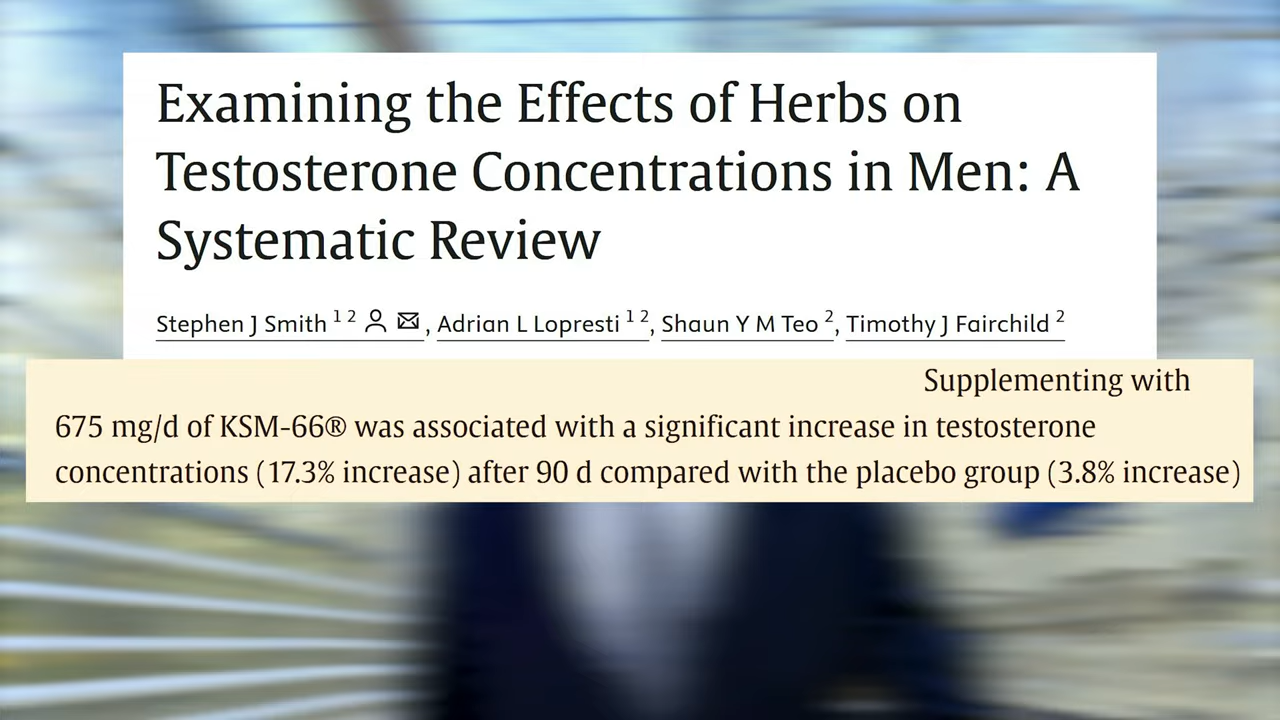 Examining the Effects of Herbs on
Testosterone Concentrations in Men: A
Systematic Review
Stephen J Smith 1 2, Adrian L Lopresti 1 2, Shaun Y M Teo 2, Timothy J Fairchild 2
Supplementing with
675 mg/d of KSM-66® was associated with a significant increase in testosterone
concentrations (17.3% increase) after 90 d compared with the placebo group (3.8% increase)